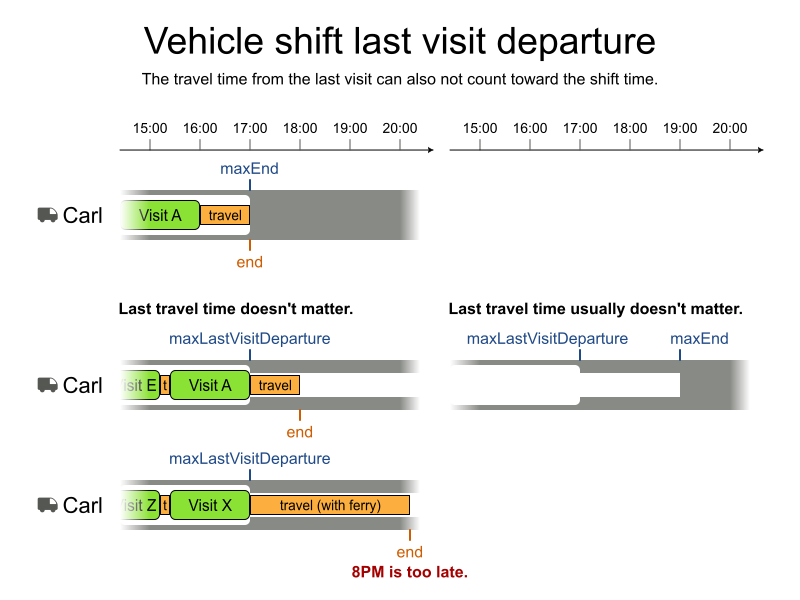 Vehicle shift last visit departure
The travel time from the last visit can also not count toward the shift time.
15:00 16:00 17:00 18:00 19:00 20:00
15:00 16:00 17:00 18:00 19:00 20:00
maxEnd
Carl
Visit A
travel
end
Last travel time doesn't matter.
Last travel time usually doesn't matter.
maxLastVisitDeparture
maxLastVisitDeparture
maxEnd
Carl
isit E
t
Visit A
travel
end
maxLastVisitDeparture
Carl
isit Z
t
Visit X
travel (with ferry)
end
8PM is too late.